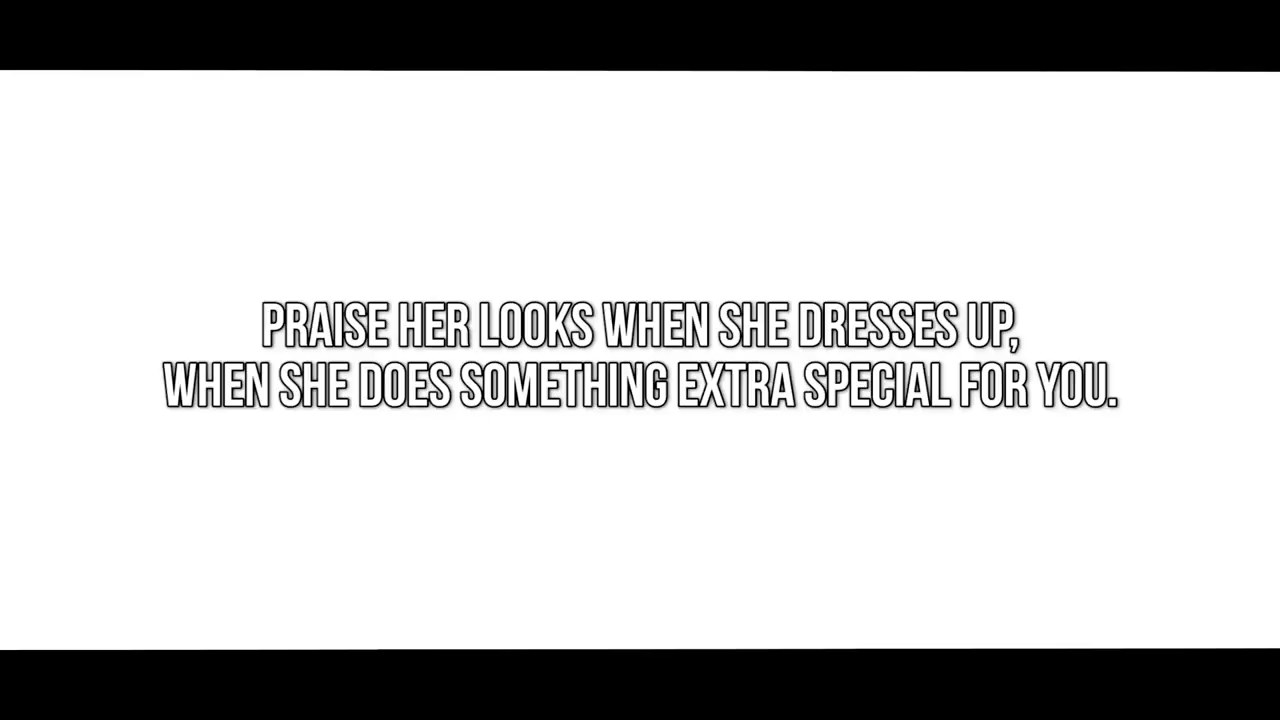 PRAISE HER LOOKS WHEN SHE DRESSES UP,
WHEN SHE DOES SOMETHING EXTRA SPECIAL FOR YOU.